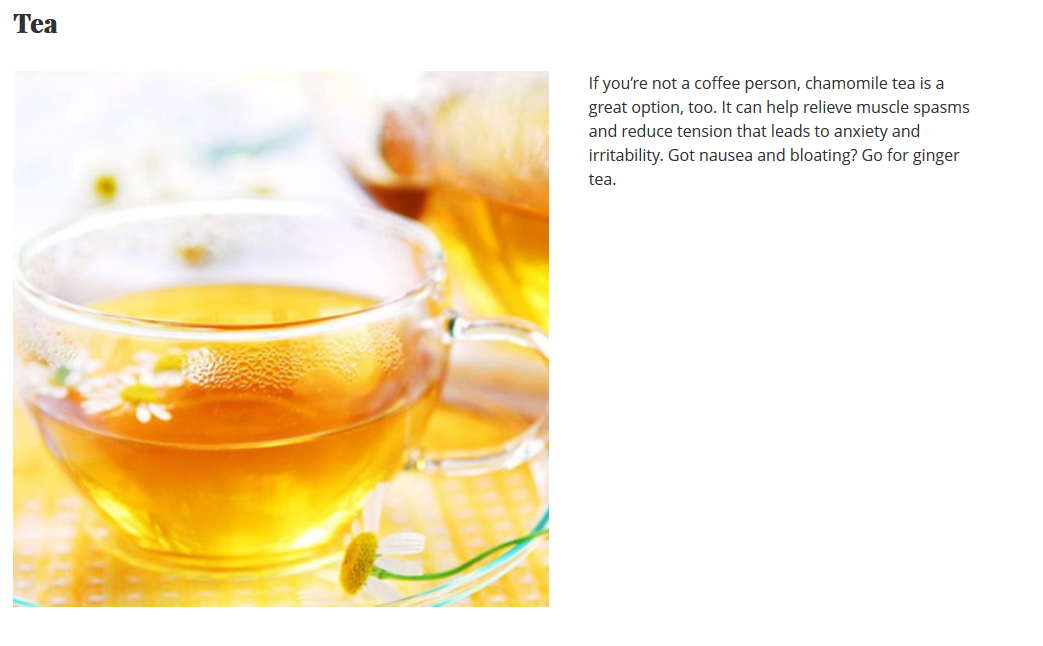 Tea
If you’re not a coffee person, chamomile tea is a
great option, too. It can help relieve muscle spasms
and reduce tension that leads to anxiety and
irritability. Got nausea and bloating? Go for ginger
tea.